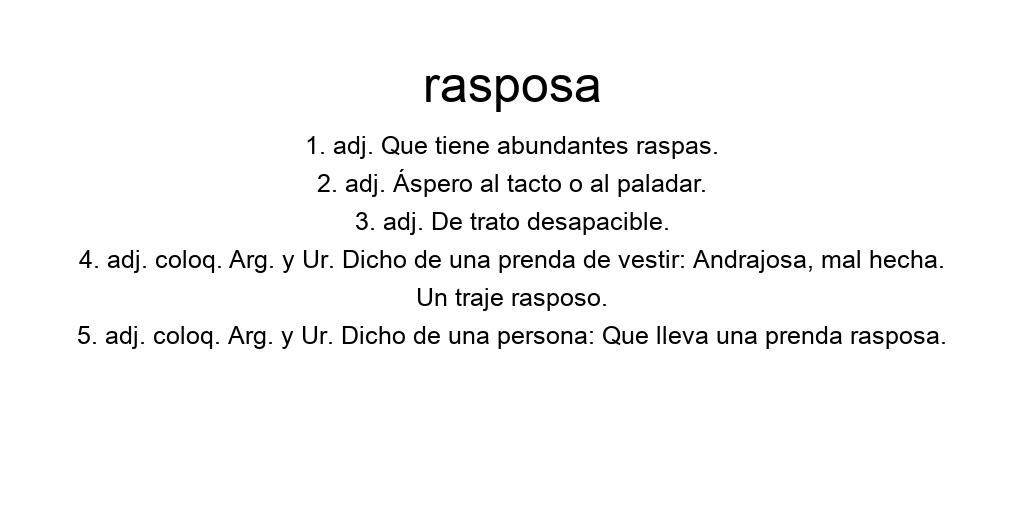 rasposa
1. adj. Que tiene abundantes raspas.
2. adj. Áspero al tacto o al paladar.
3. adj. De trato desapacible.
4. adj. coloq. Arg. y Ur. Dicho de una prenda de vestir: Andrajosa, mal hecha.
Un traje rasposo.
5. adj. coloq. Arg. y Ur. Dicho de una persona: Que lleva una prenda rasposa.